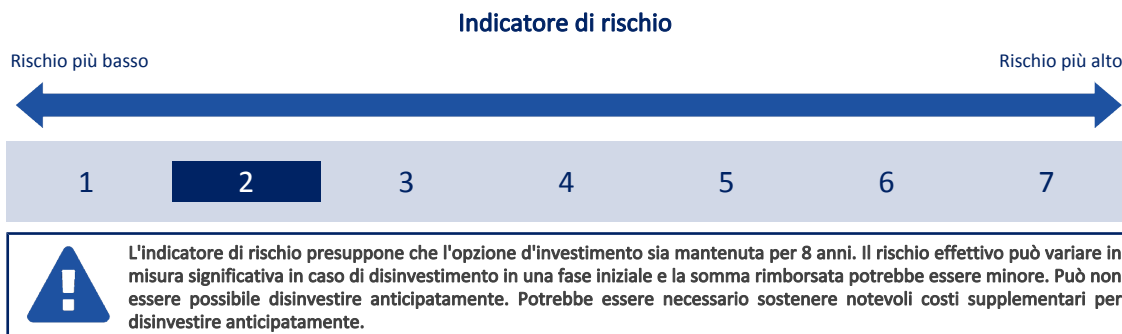 Indicatore di rischio
Rischio più basso Rischio più alto
1 2 3 4 5 6 7
L'indicatore di rischio presuppone che l'opzione d'investimento sia mantenuta per 8 anni. Il rischio effettivo può variare in
misura significativa in caso di disinvestimento in una fase iniziale e la somma rimborsata potrebbe essere minore. Può non
essere possibile disinvestire anticipatamente. Potrebbe essere necessario sostenere notevoli costi supplementari per
disinvestire anticipatamente.